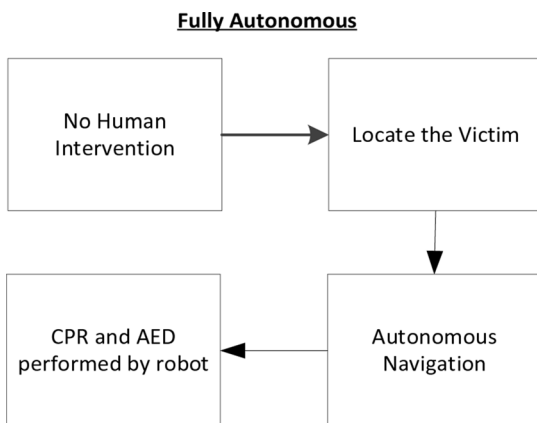 Fully Autonomous
No Human
Intervention
Locate the Victim
CPR and AED
performed by robot
Autonomous
Navigation